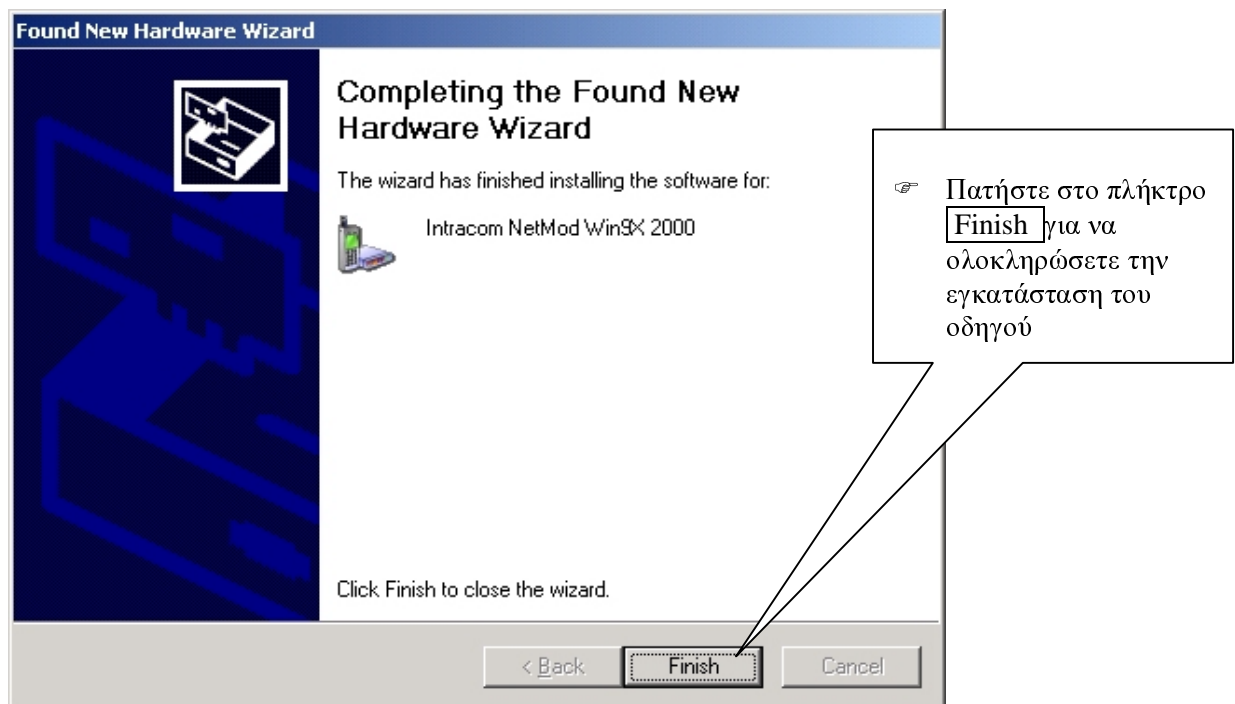 Found New Hardware Wizard
Completing the Found New
Hardware Wizard
The wizard has finished installing the software for:
Intracom NetMod Win9X 2000
☞ Πατήστε στο πλήκτρο
Finish για να
ολοκληρώσετε την
εγκατάσταση του
οδηγού
Click Finish to close the wizard.
< Back Finish Cancel